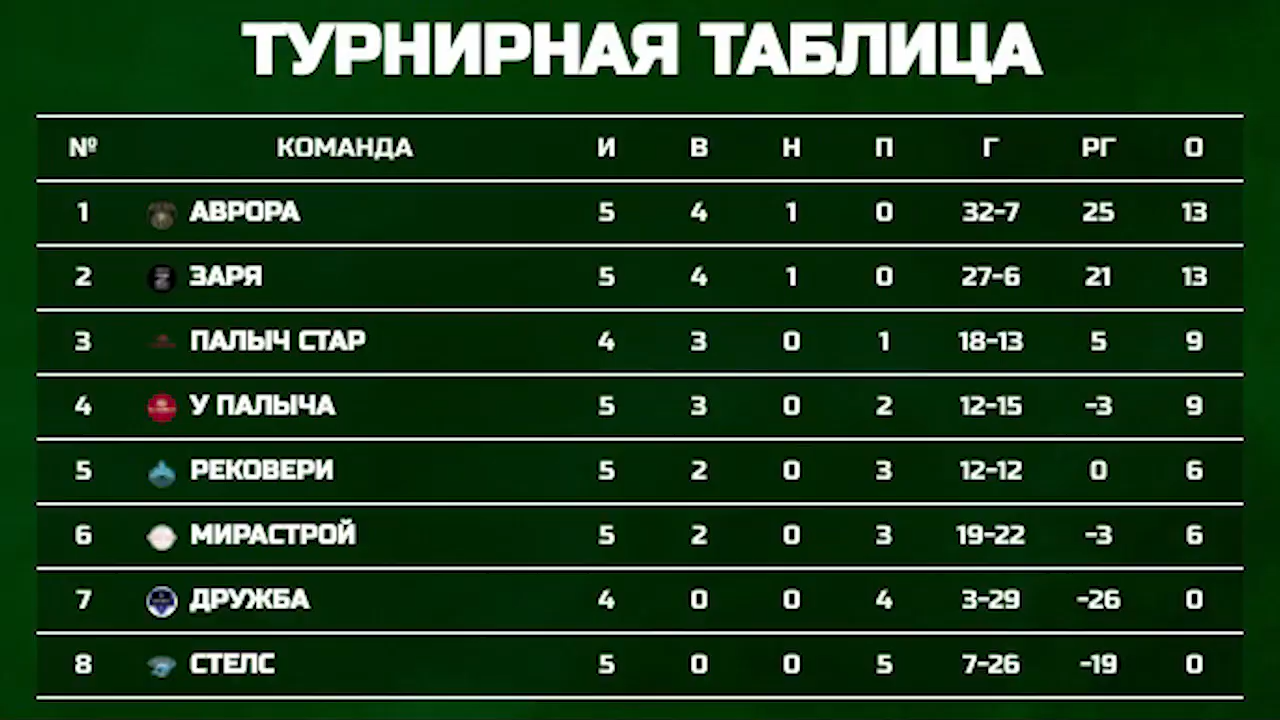 ТУРНИРНАЯ ТАБЛИЦА
№ КОМАНДА И В Н П Г РГ О
1 АВРОРА 5 4 1 0 32-7 25 13
2 ЗАРЯ 5 4 1 0 27-6 21 13
3 ПАЛЫЧ СТАР 4 3 0 1 18-13 5 9
4 У ПАЛЫЧА 5 3 0 2 12-15 -3 9
5 РЕКОВЕРИ 5 2 0 3 12-12 0 6
6 МИРАСТРОЙ 5 2 0 3 19-22 -3 6
7 ДРУЖБА 4 0 0 4 3-29 -26 0
8 СТЕЛС 5 0 0 5 7-26 -19 0